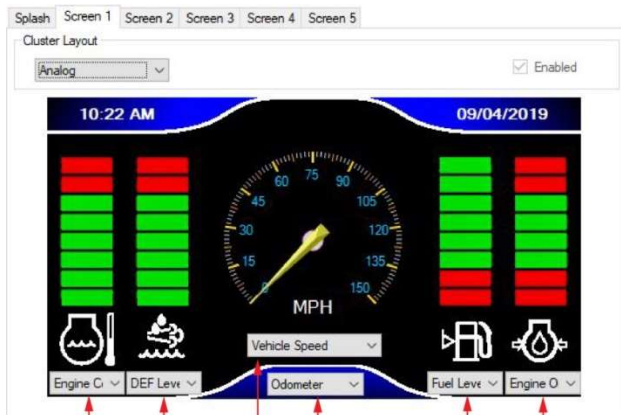 Splash Screen 1 Screen 2 Screen 3 Screen 4 Screen 5
Cluster Layout
Analog
Enabled
10:22 AM
09/04/2019
0
15
30
45
60
75
90
105
120
135
150
MPH
Vehicle Speed
Engine C
DEF Leve
Odometer
Fuel Leve
Engine O